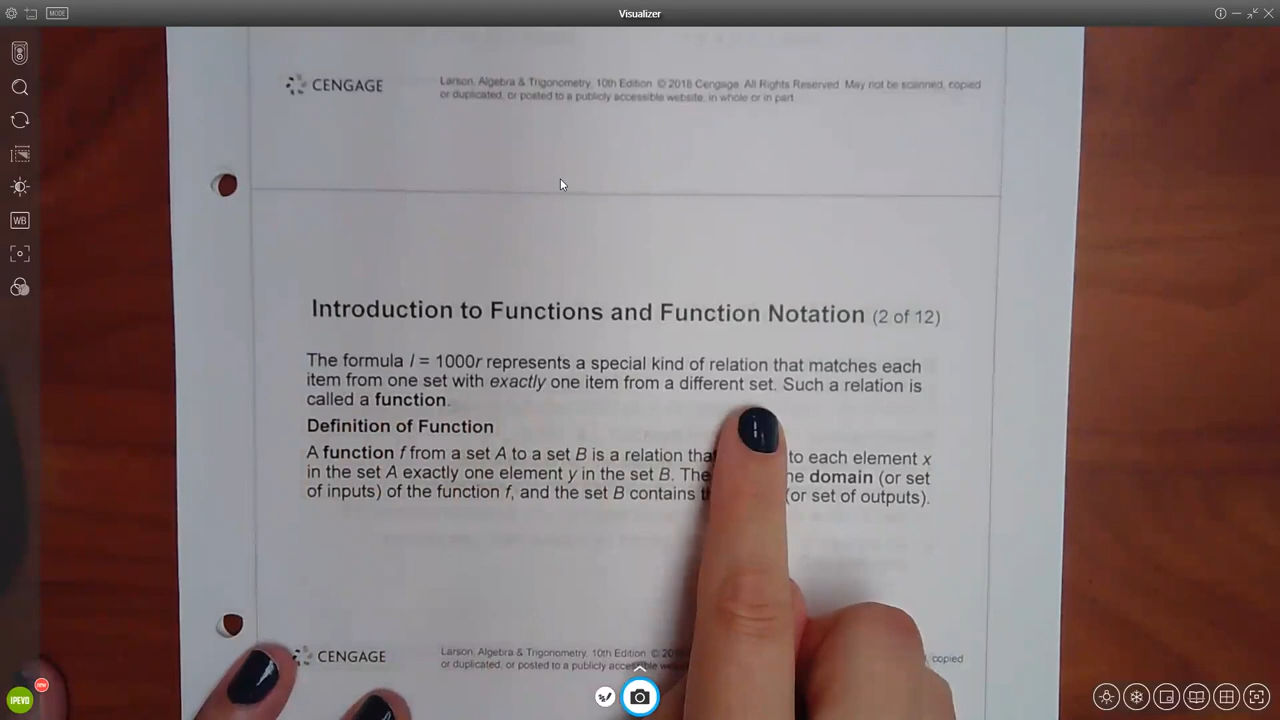 MODE
Visualizer
CENGAGE
Larson, Algebra & Trigonometry, 10th Edition. © 2018 Cengage. All Rights Reserved. May not be scanned, copied
or duplicated, or posted to a publicly accessible website, in whole or in part.
WB
Introduction to Functions and Function Notation (2 of 12)
The formula l = 1000r represents a special kind of relation that matches each
item from one set with exactly one item from a different set. Such a relation is
called a function.
Definition of Function
A function f from a set A to a set B is a relation to each element x
in the set A exactly one element y in the set B. The domain (or set
of inputs) of the function f, and the set B contains (or set of outputs).
CENGAGE
Larson, Algebra & Trigonometry, 10th Edition. © copied
or duplicated, or posted to a publicly accessible
IPEVO
new